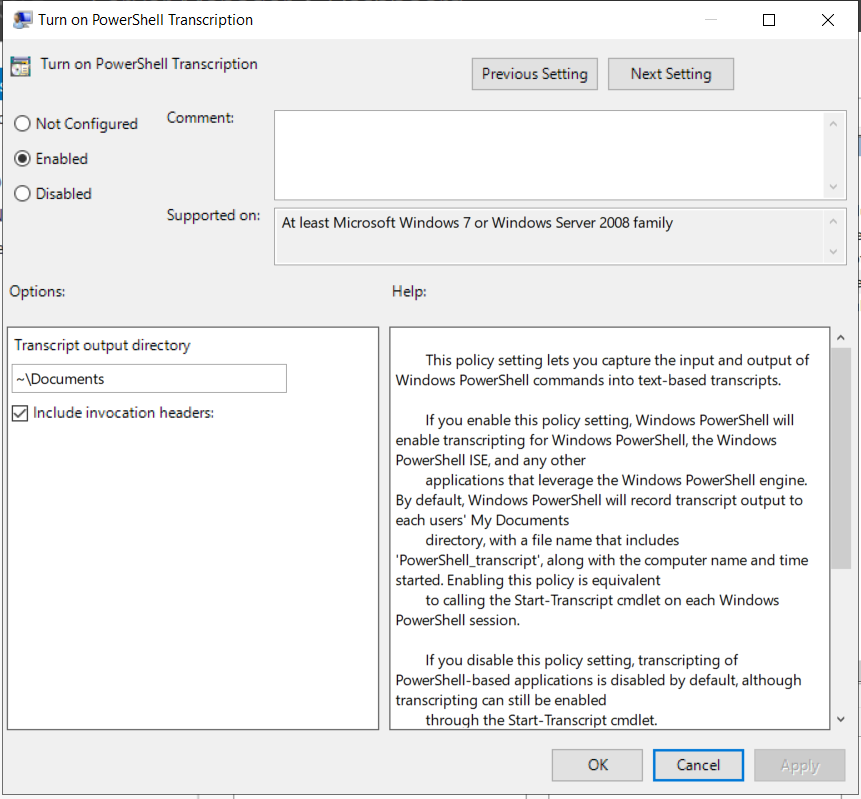 Turn on PowerShell Transcription
Turn on PowerShell Transcription
Previous Setting
Next Setting
Not Configured
Comment:
Enabled
Disabled
Supported on:
At least Microsoft Windows 7 or Windows Server 2008 family
Options:
Help:
Transcript output directory
~\Documents
Include invocation headers:
This policy setting lets you capture the input and output of
Windows PowerShell commands into text-based transcripts.
If you enable this policy setting, Windows PowerShell will
enable transcripting for Windows PowerShell, the Windows
PowerShell ISE, and any other
applications that leverage the Windows PowerShell engine.
By default, Windows PowerShell will record transcript output to
each users' My Documents
directory, with a file name that includes
'PowerShell_transcript', along with the computer name and time
started. Enabling this policy is equivalent
to calling the Start-Transcript cmdlet on each Windows
PowerShell session.
If you disable this policy setting, transcripting of
PowerShell-based applications is disabled by default, although
transcripting can still be enabled
through the Start-Transcript cmdlet.
OK
Cancel
Apply